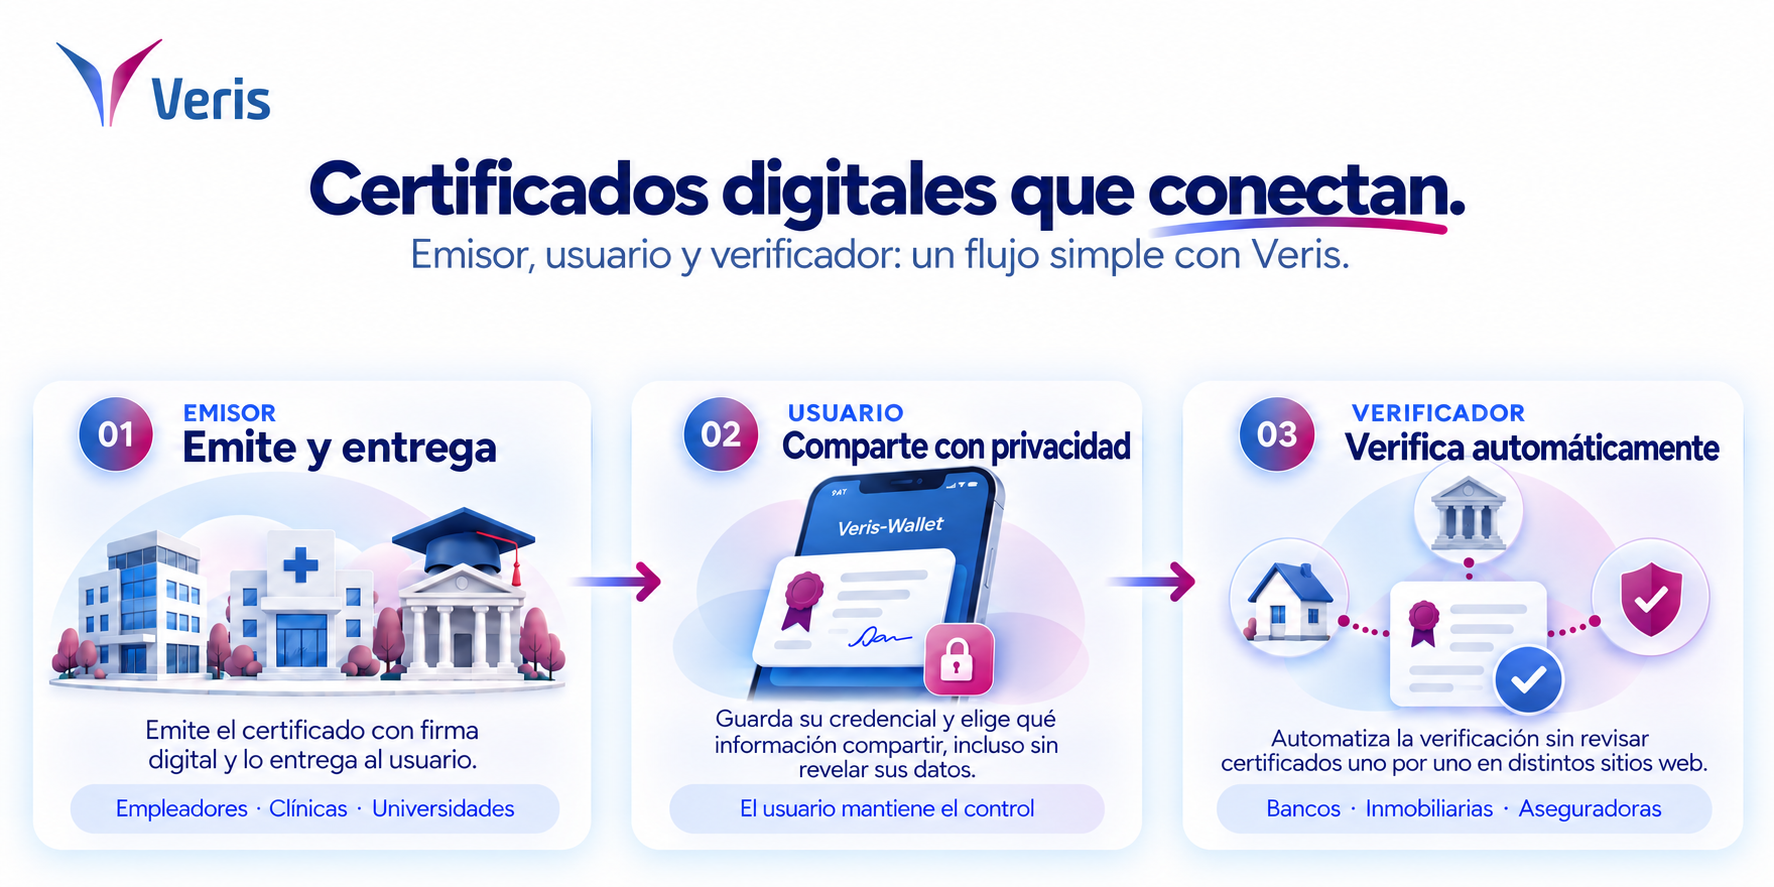 Veris
Certificados digitales que conectan.
Emisor, usuario y verificador: un flujo simple con Veris.
01
EMISOR
Emite y entrega
Emite el certificado con firma
digital y lo entrega al usuario.
Empleadores · Clínicas · Universidades
02
USUARIO
Comparte con privacidad
9:47
Veris-Wallet
Guarda su credencial y elige qué
información compartir, incluso sin
revelar sus datos.
El usuario mantiene el control
03
VERIFICADOR
Verifica automáticamente
Automatiza la verificación sin revisar
certificados uno por uno en distintos sitios web.
Bancos · Inmobiliarias · Aseguradoras